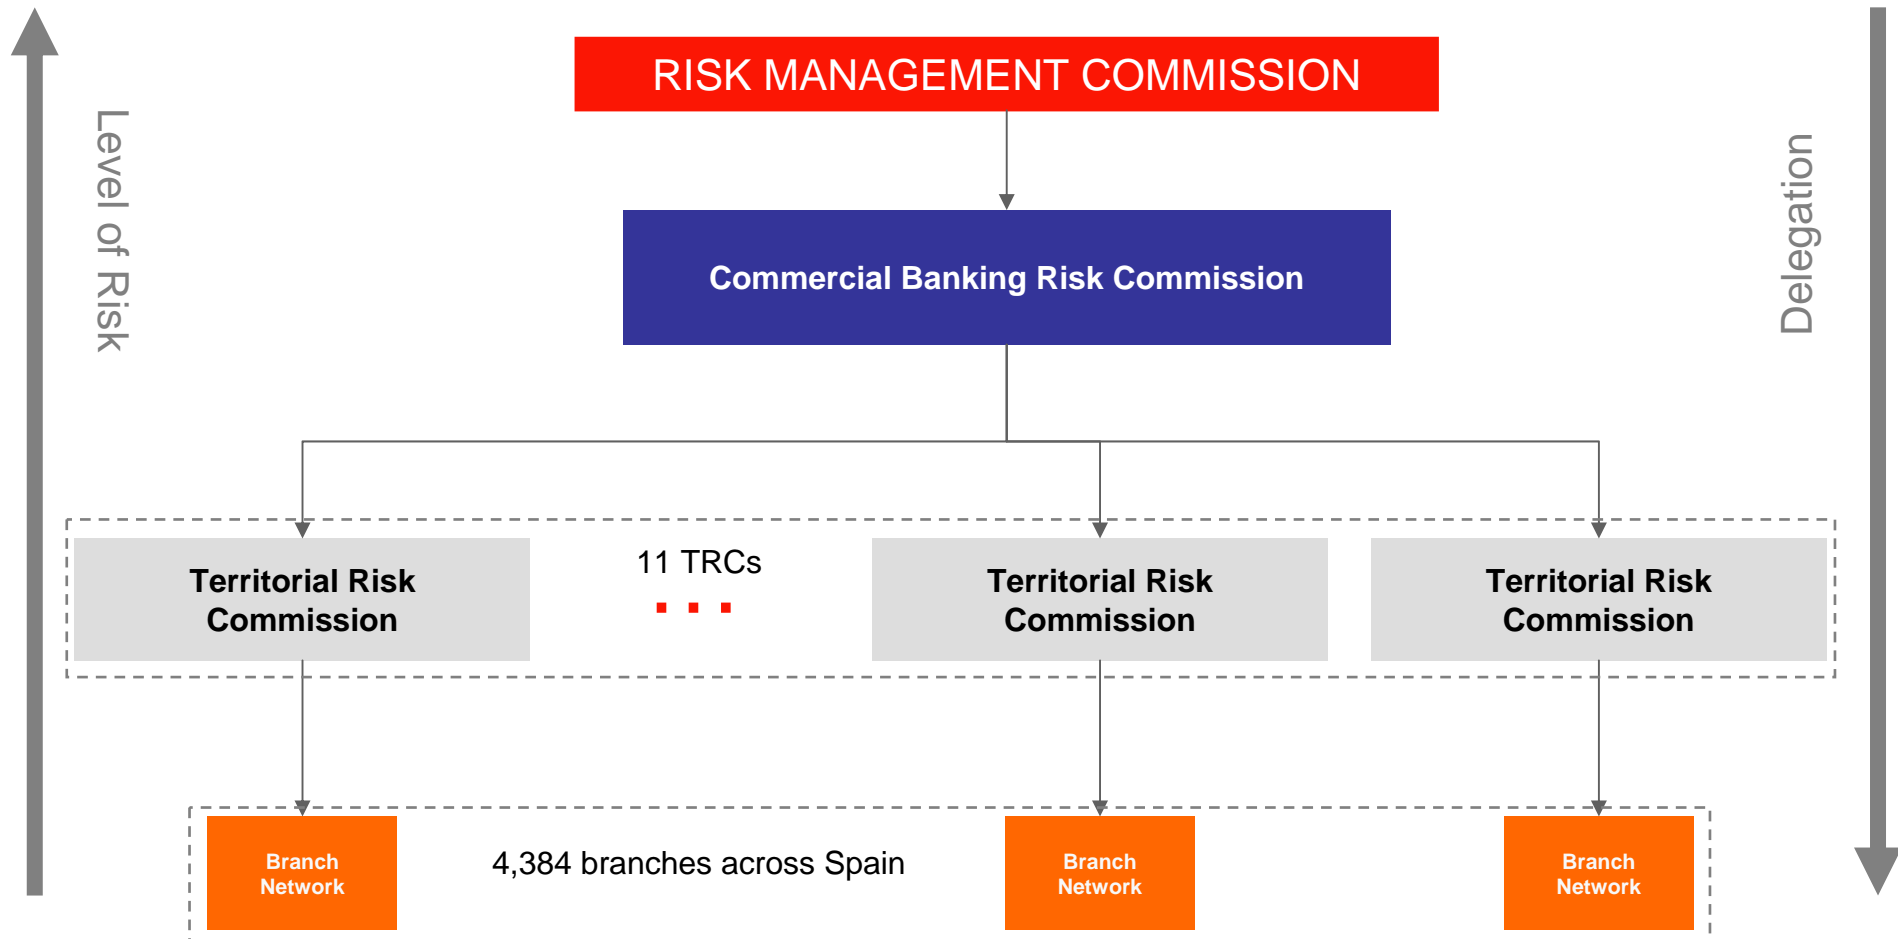 RISK MANAGEMENT COMMISSION
Level of Risk
Delegation
Commercial Banking Risk Commission
Territorial Risk
Commission
11 TRCs
Territorial Risk
Commission
Territorial Risk
Commission
Branch
Network
4,384 branches across Spain
Branch
Network
Branch
Network